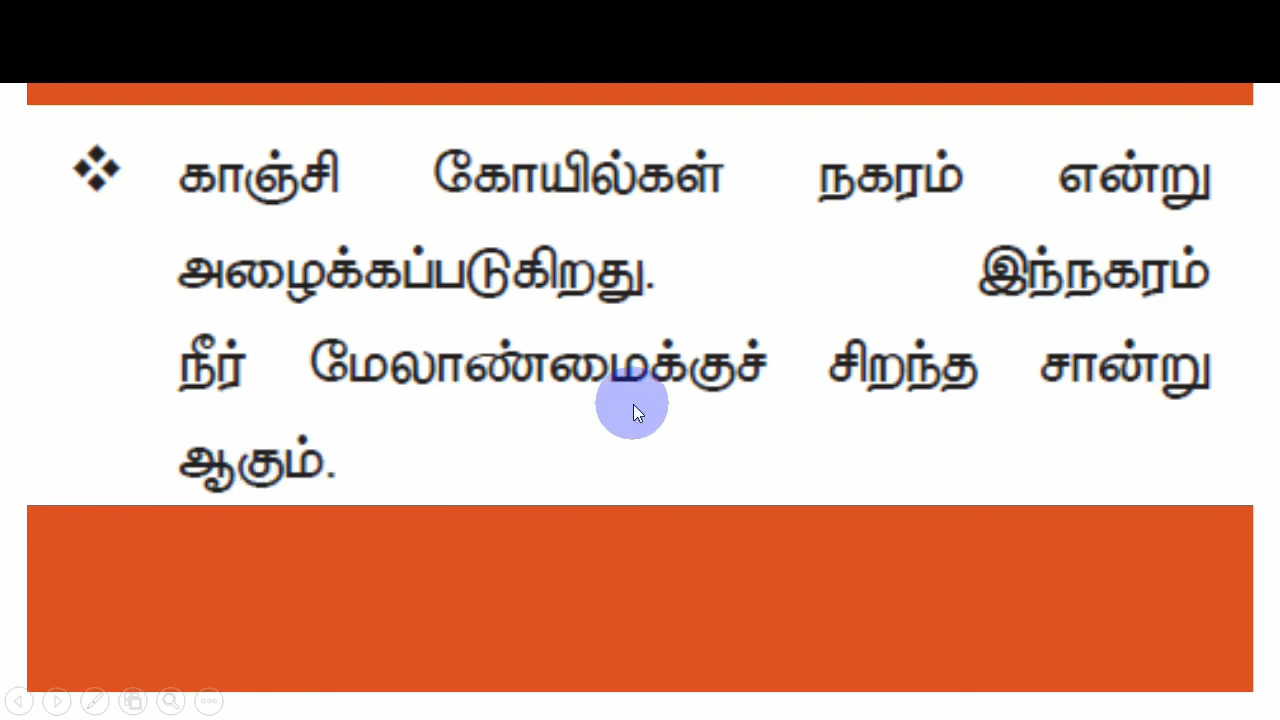 ❖ காஞ்சி கோயில்கள் நகரம் என்று
அழைக்கப்படுகிறது. இந்நகரம்
நீர் மேலாண்மைக்குச் சிறந்த சான்று
ஆகும்.